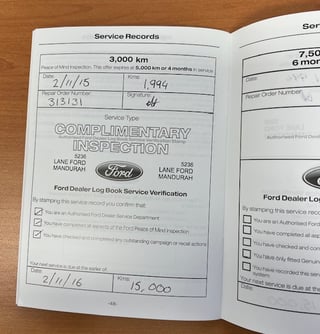 Service Records
3,000 km
Peace of Mind Inspection. This offer expires at 5,000 km or 4 months in service
Date: 2/11/15
Kms: 1,994
Repair Order Number: 313131
Signature:
Service Type
COMPLIMENTARY
INSPECTION
5236
LANE FORD
MANDURAH
Ford
5236
LANE FORD
MANDURAH
Ford Dealer Log Book Service Verification
By stamping this service record you confirm that:
You are an Authorised Ford Dealer Service Department
You have completed all aspects of the Ford Peace of Mind inspection
You have checked and completed any outstanding campaign or recall actions
Your next service is due at the earlier of
Date: 2/11/16
Kms: 15,000
-48-
Ser
7,50
6 mon
Date:
Repair Order Number:
Authorised Ford De
Ford Dealer Lo
By stamping this service reco
You are an Authorised Ford
You have completed all asp
You have checked and com
You have only fitted Genuin
You have recorded this serv
system
Your next service is due at the
Date: